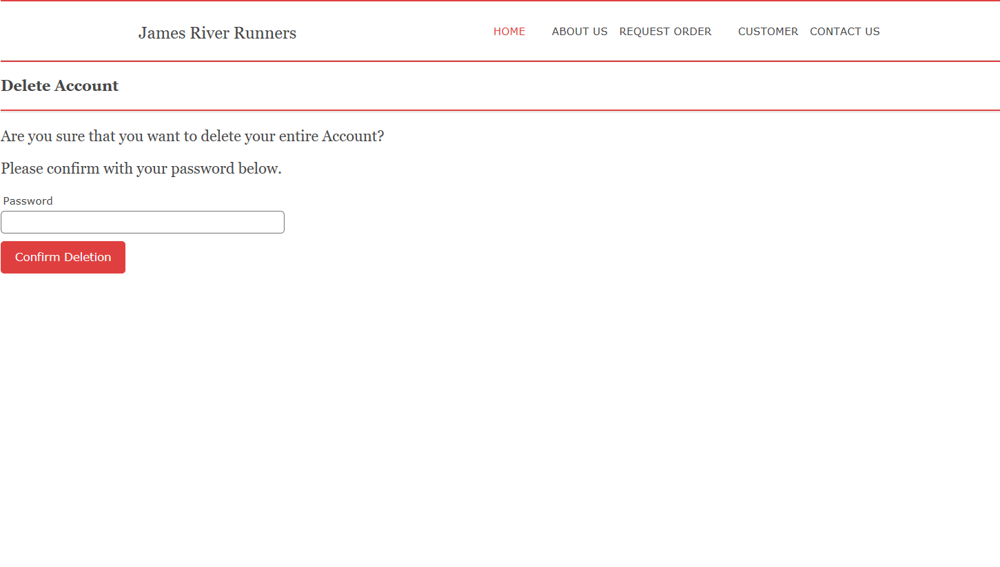 James River Runners
HOME ABOUT US REQUEST ORDER CUSTOMER CONTACT US
Delete Account
Are you sure that you want to delete your entire Account?
Please confirm with your password below.
Password
Confirm Deletion